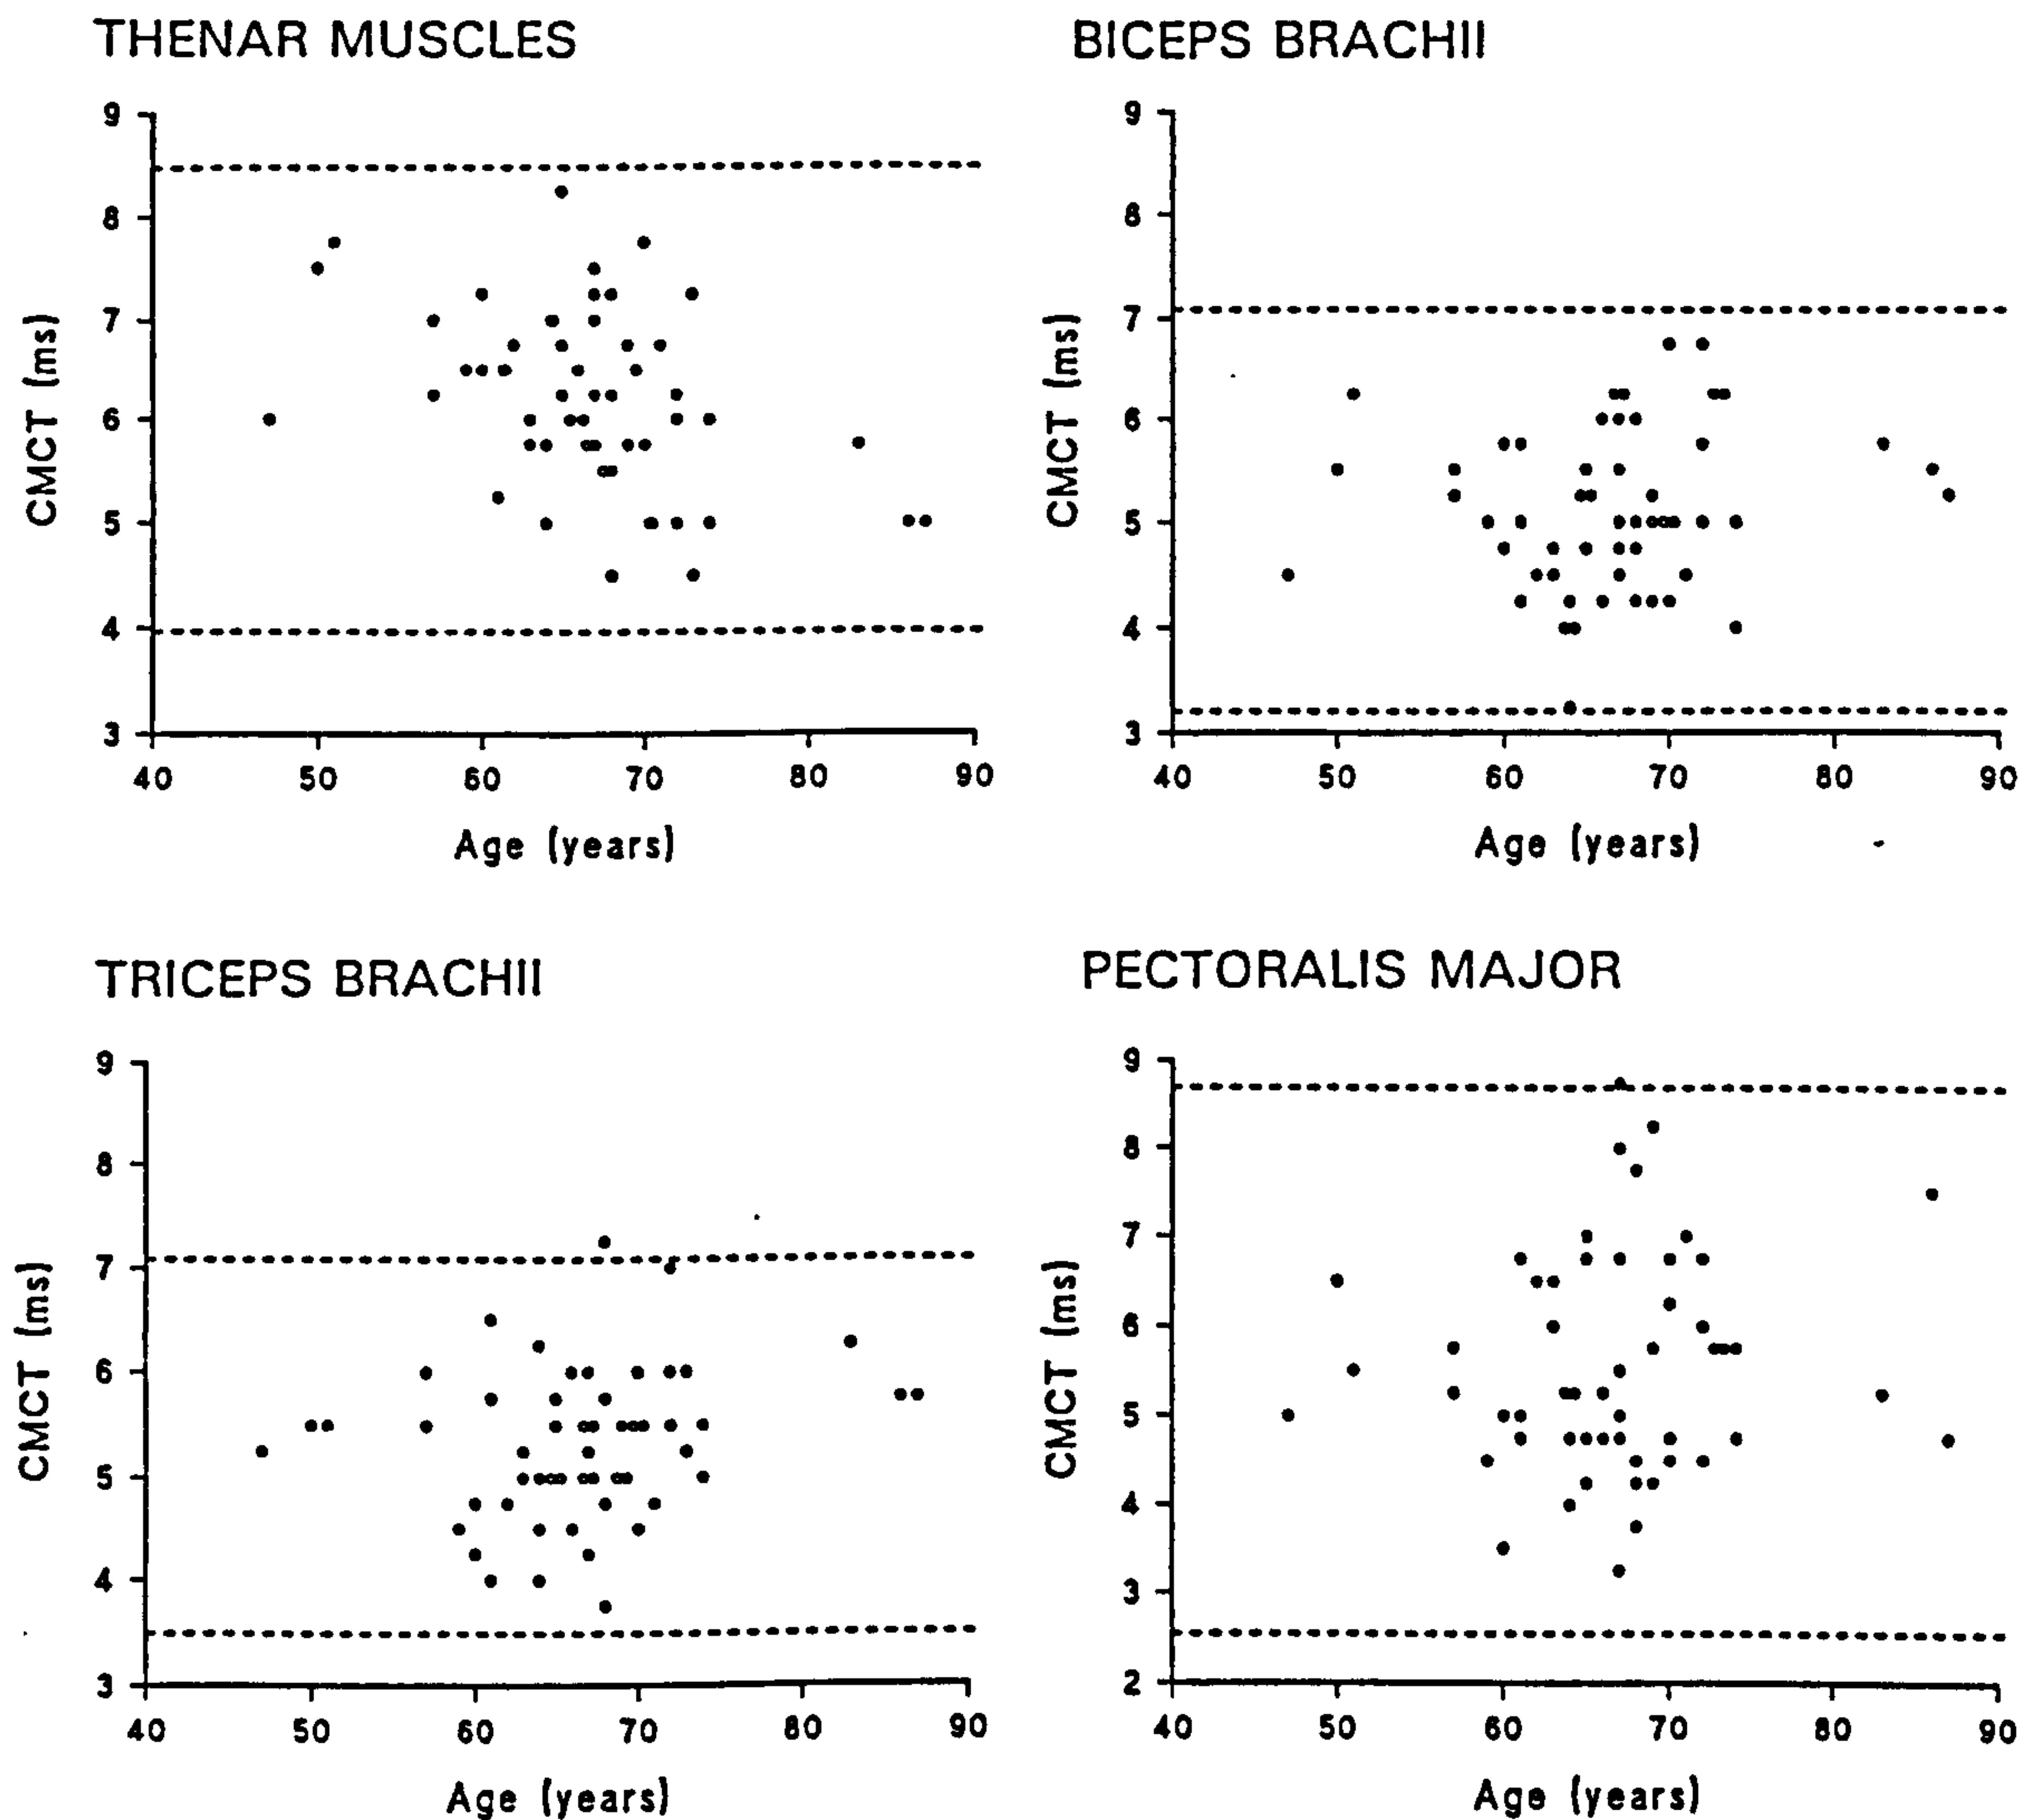 THENAR MUSCLES
9
8
7
6
5
4
3
CMCT (ms)
40 50 60 70 80 90
Age (years)
BICEPS BRACHII
9
8
7
6
5
4
3
CMCT (ms)
40 50 60 70 80 90
Age (years)
TRICEPS BRACHII
9
8
7
6
5
4
3
CMCT (ms)
40 50 60 70 80 90
Age (years)
PECTORALIS MAJOR
9
8
7
6
5
4
3
2
CMCT (ms)
40 50 60 70 80 90
Age (years)